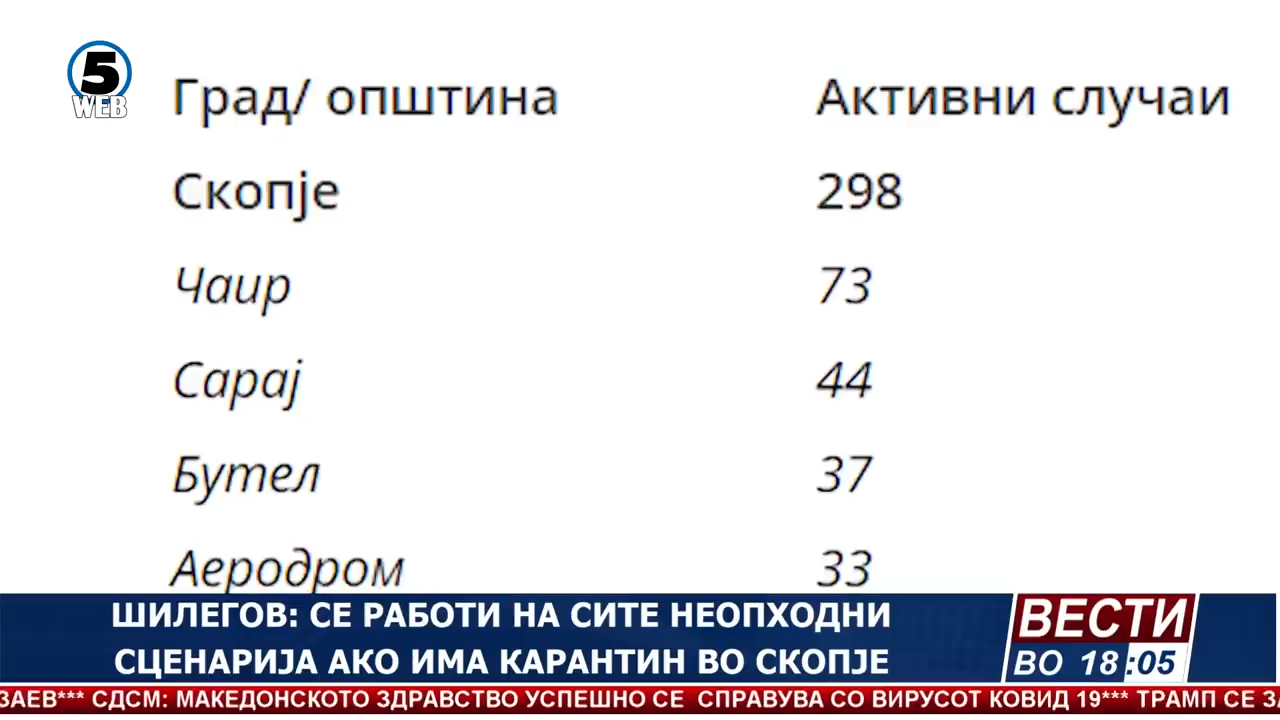 5
WEB
Град/ општина Активни случаи
Скопје 298
Чаир 73
Сарај 44
Бутел 37
Аеродром 33
ШИЛЕГОВ: СЕ РАБОТИ НА СИТЕ НЕОПХОДНИ
СЦЕНАРИЈА АКО ИМА КАРАНТИН ВО СКОПЈЕ
ВЕСТИ
ВО 18:05
ЗАЕВ*** СДСМ: МАКЕДОНСКОТО ЗДРАВСТВО УСПЕШНО СЕ СПРАВУВА СО ВИРУСОТ КОВИД 19*** ТРАМП СЕ